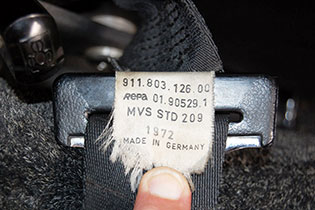 911.803.126.00
REPA 01.90529.1
MVS STD 209
1972
MADE IN GERMANY